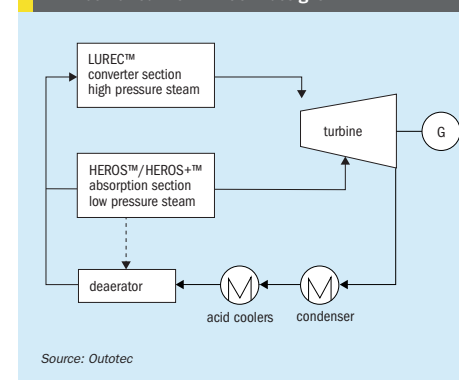 LUREC™
converter section
high pressure steam
turbine
G
HEROS™/HEROS+™
absorption section
low pressure steam
deaerator
acid coolers
condenser
Source: Outotec